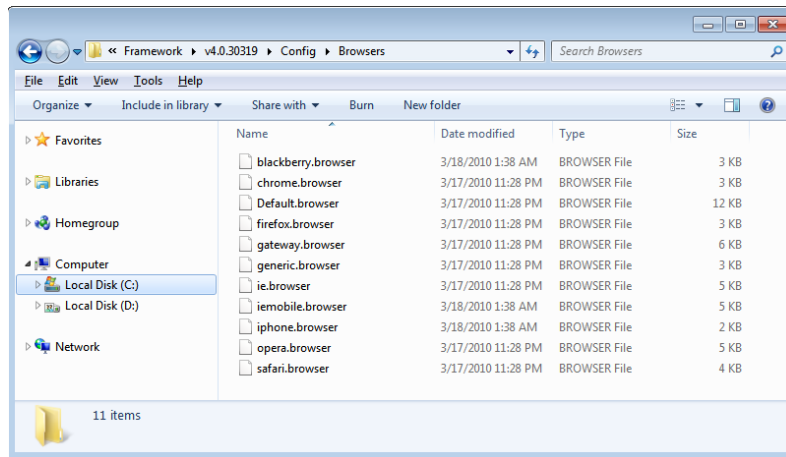 « Framework ▸ v4.0.30319 ▸ Config ▸ Browsers Search Browsers
File Edit View Tools Help
Organize Include in library Share with Burn New folder
Favorites
Libraries
Homegroup
Computer
Local Disk (C:)
Local Disk (D:)
Network
Name Date modified Type Size
blackberry.browser 3/18/2010 1:38 AM BROWSER File 3 KB
chrome.browser 3/17/2010 11:28 PM BROWSER File 3 KB
Default.browser 3/17/2010 11:28 PM BROWSER File 12 KB
firefox.browser 3/17/2010 11:28 PM BROWSER File 3 KB
gateway.browser 3/17/2010 11:28 PM BROWSER File 6 KB
generic.browser 3/17/2010 11:28 PM BROWSER File 3 KB
ie.browser 3/17/2010 11:28 PM BROWSER File 5 KB
iemobile.browser 3/18/2010 1:38 AM BROWSER File 5 KB
iphone.browser 3/18/2010 1:38 AM BROWSER File 2 KB
opera.browser 3/17/2010 11:28 PM BROWSER File 5 KB
safari.browser 3/17/2010 11:28 PM BROWSER File 4 KB
11 items